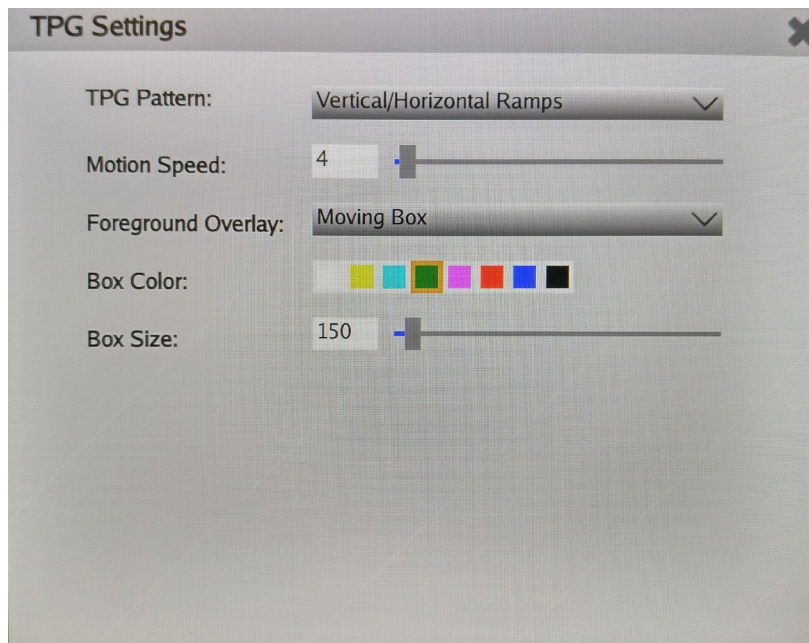 TPG Settings
TPG Pattern: Vertical/Horizontal Ramps
Motion Speed: 4
Foreground Overlay: Moving Box
Box Color:
Box Size: 150